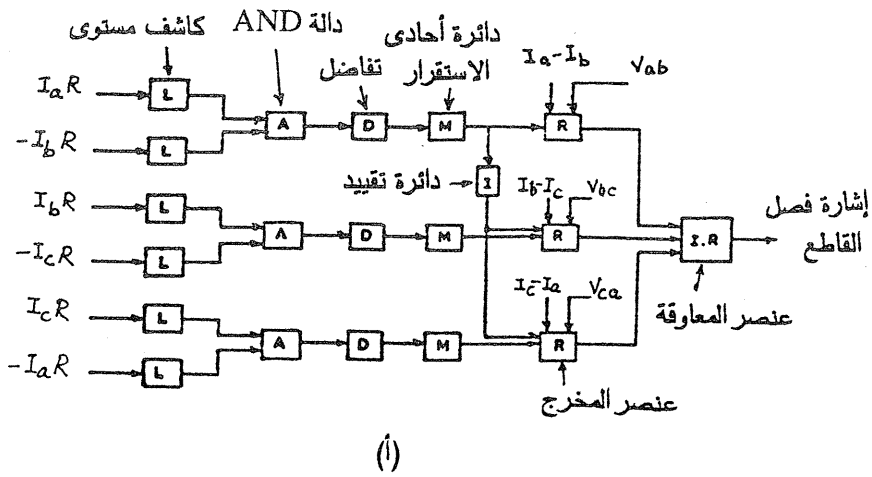 كاشف مستوى
دالة AND
تفاضل
دائرة أحادى
الاستقرار
Ia-Ib
Vab
IaR
L
A
D
M
R
-IbR
L
دائرة تقييد
I
Ib-Ic
Vbc
IbR
L
A
D
M
R
-IcR
L
I.R
إشارة فصل
القاطع
Ic-Ia
Vca
عنصر المعاوقة
IcR
L
A
D
M
R
-IaR
L
عنصر المخرج
(أ)